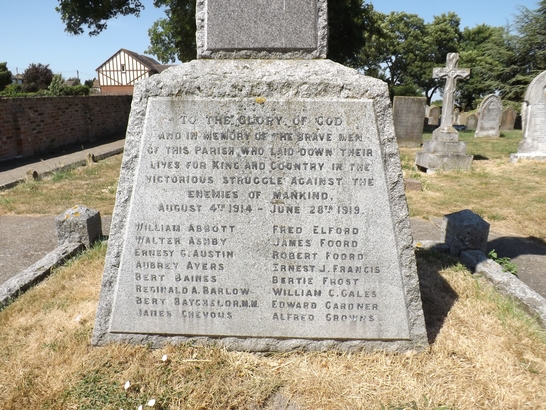 TO THE GLORY OF GOD
AND IN MEMORY OF THE BRAVE MEN
OF THIS PARISH, WHO LAID DOWN THEIR
LIVES FOR KING AND COUNTRY IN THE
VICTORIOUS STRUGGLE AGAINST THE
ENEMIES OF MANKIND,
AUGUST 4TH 1914 - JUNE 28TH 1919.
WILLIAM ABBOTT
WALTER ASHBY
ERNEST G. AUSTIN
AUBREY AYERS
BERT BAINES
REGINALD A. BARLOW
BERT BATCHELOR. M.M.
JAMES CHEVOUS
FRED ELFORD
JAMES FOORD
ROBERT FOORD
ERNEST J. FRANCIS
BERTIE FROST
WILLIAM C. GALES
EDWARD GARDNER
ALFRED GROWNS